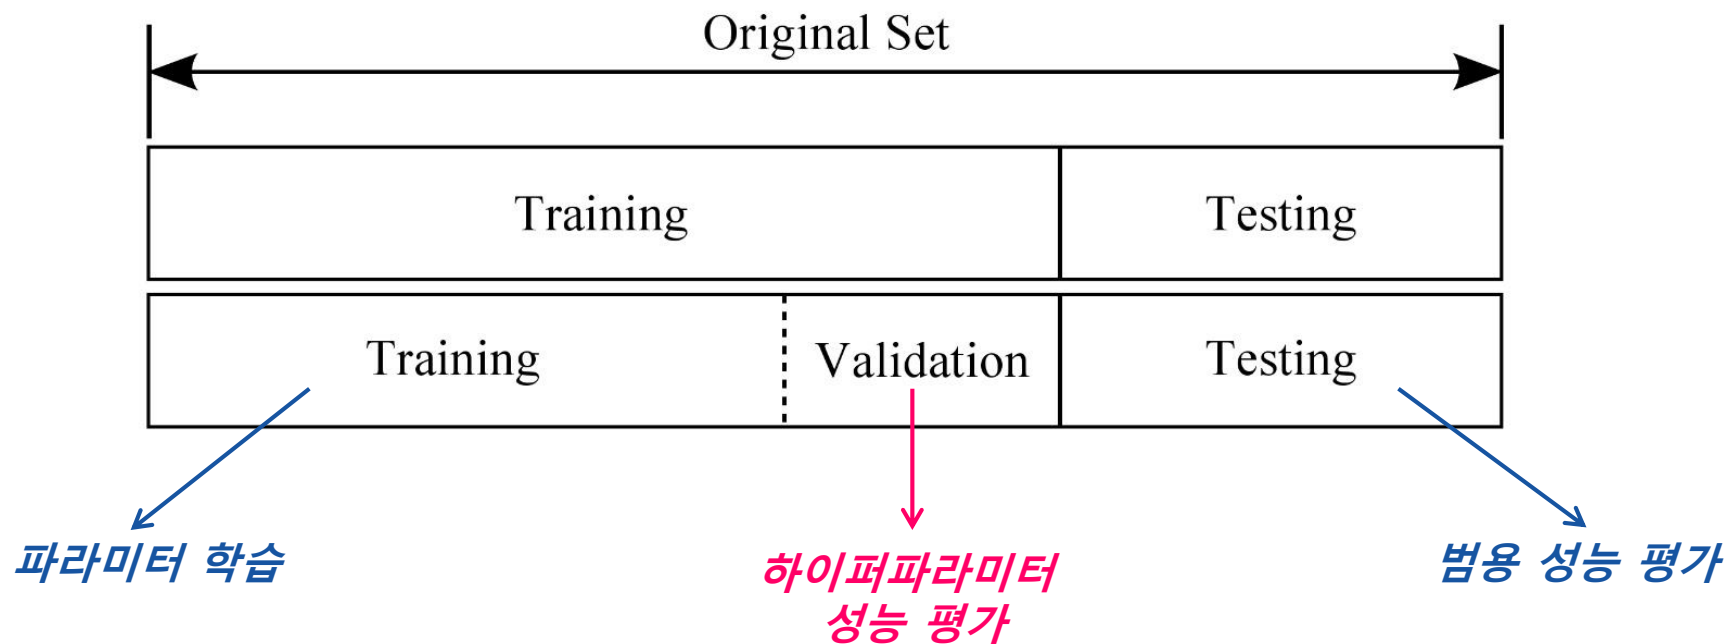 Original Set
Training Testing
Training Validation Testing
파라미터 학습
하이퍼파라미터
성능 평가
범용 성능 평가